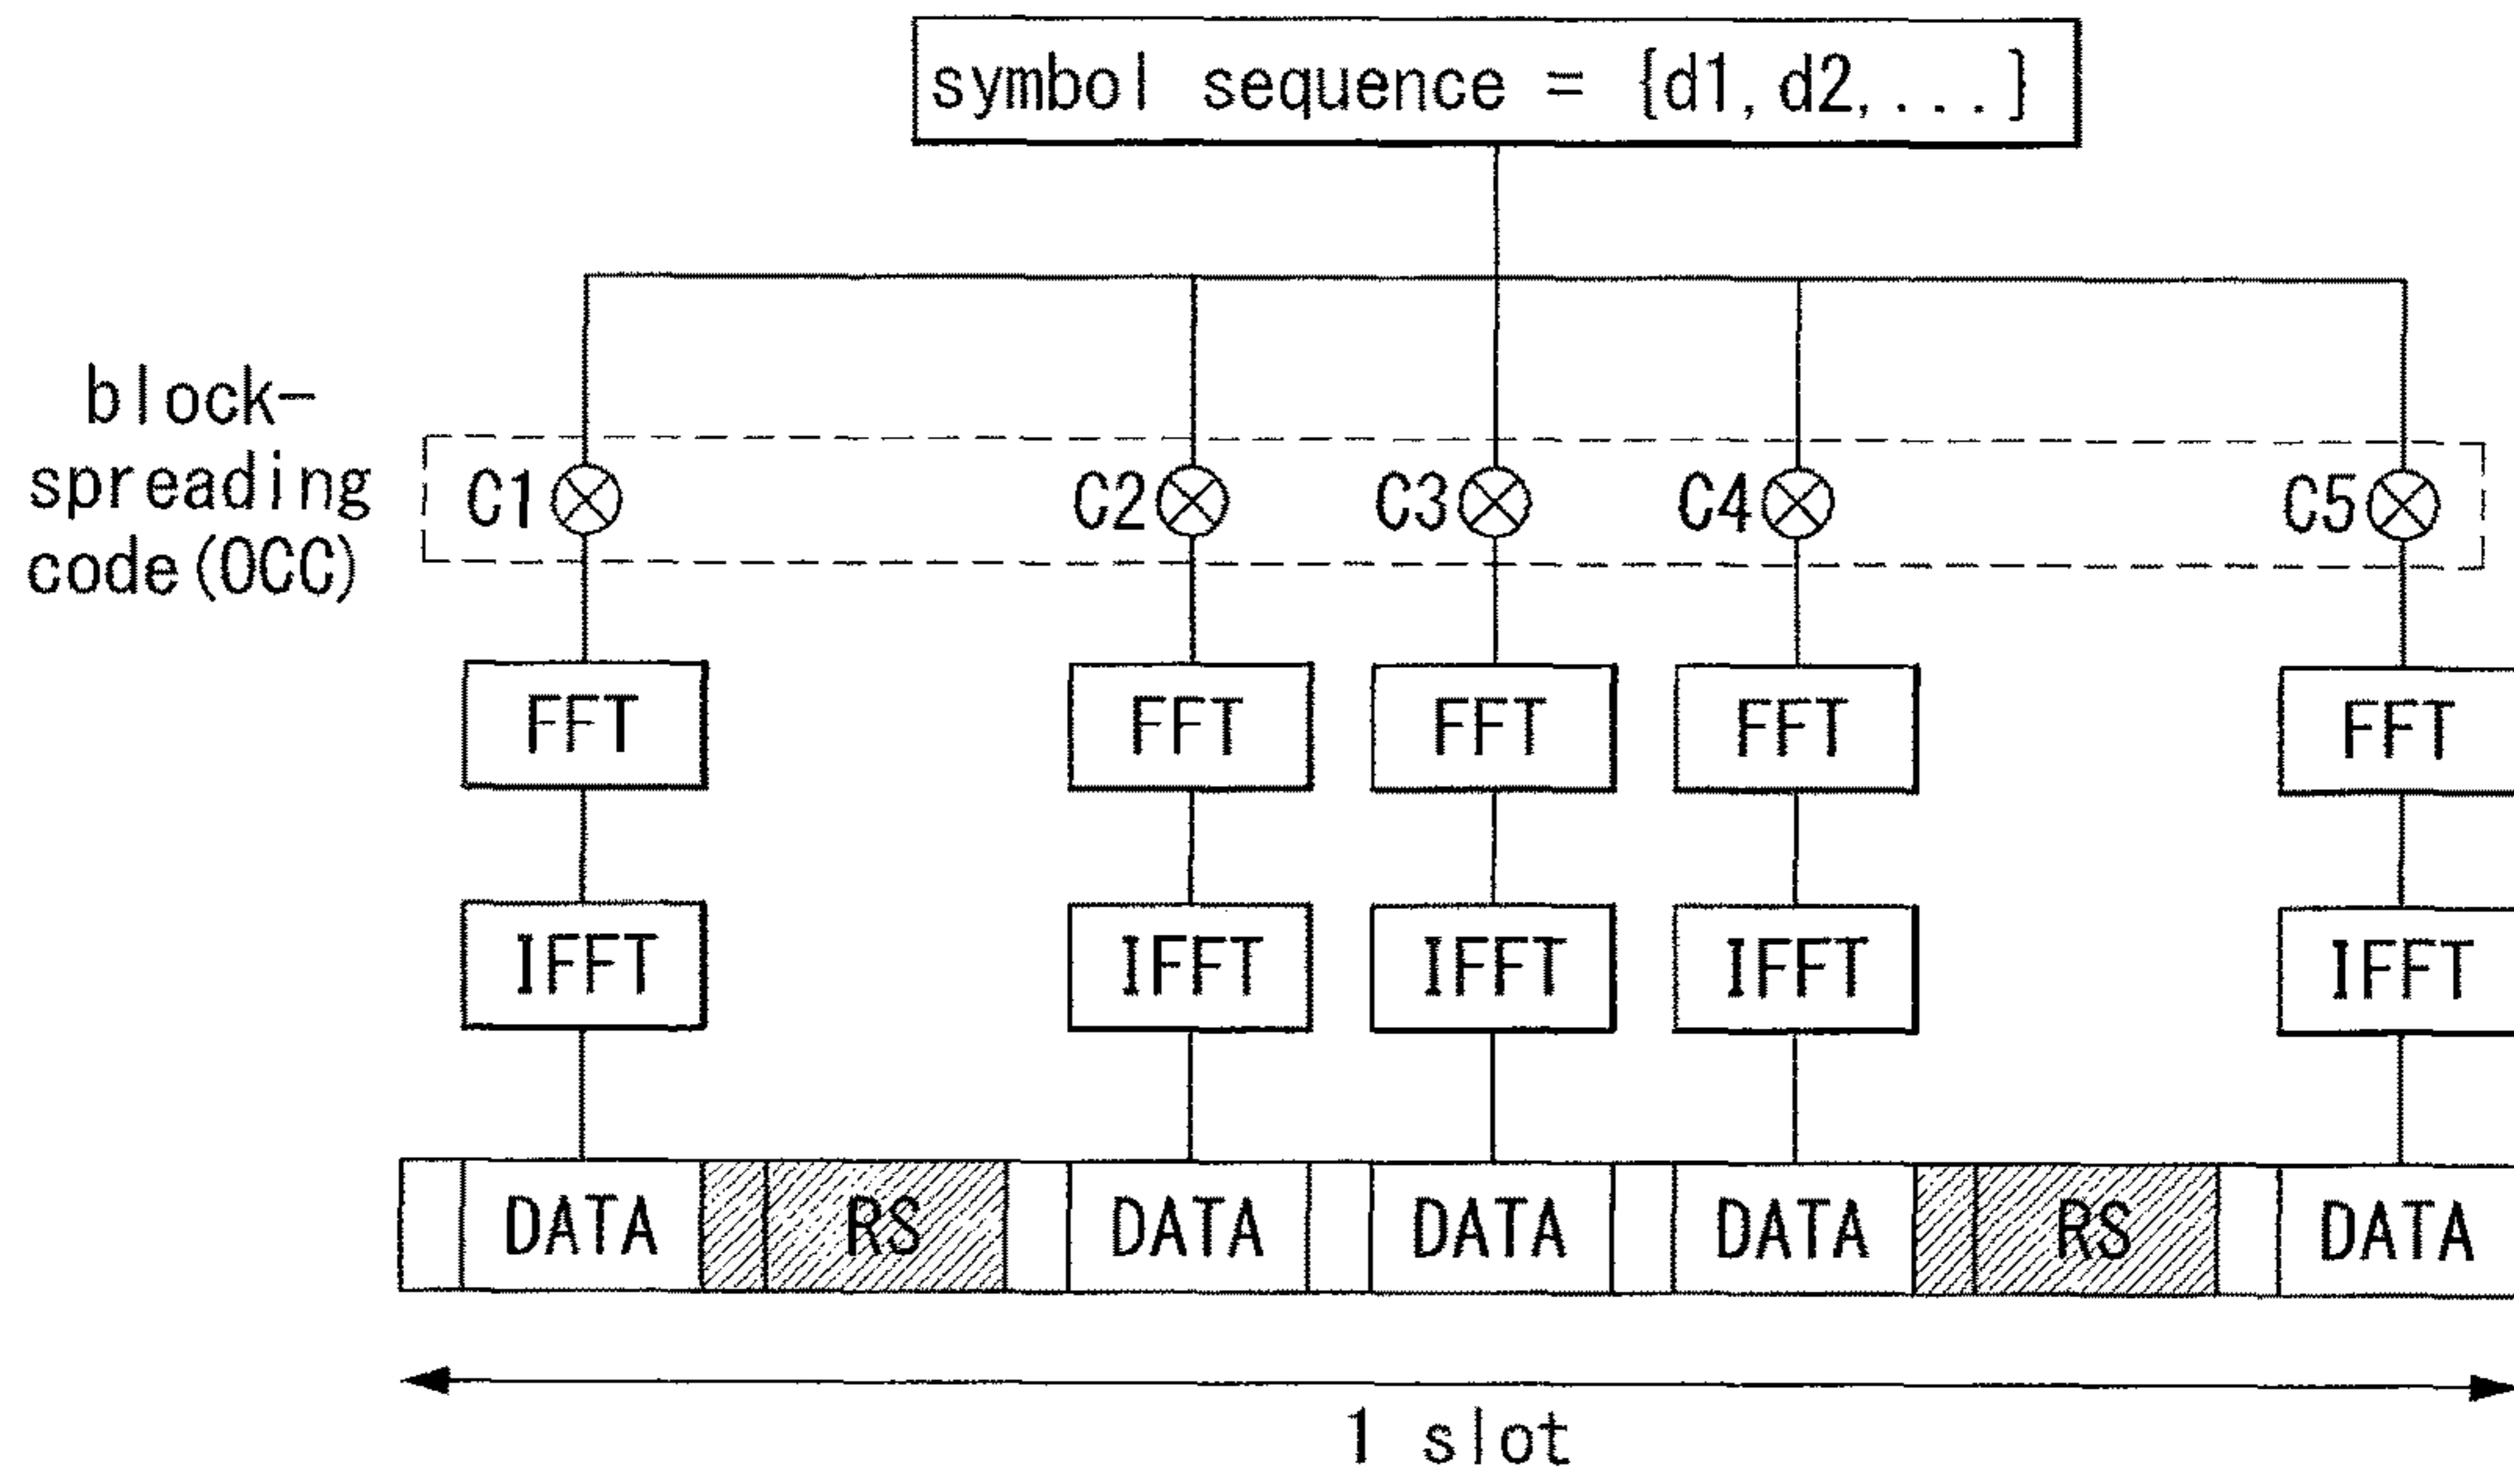 symbol sequence = {d1,d2,...}
block-
spreading
code(OCC)
C1 C2 C3 C4 C5
FFT FFT FFT FFT FFT
IFFT IFFT IFFT IFFT IFFT
DATA RS DATA DATA DATA RS DATA
1 slot